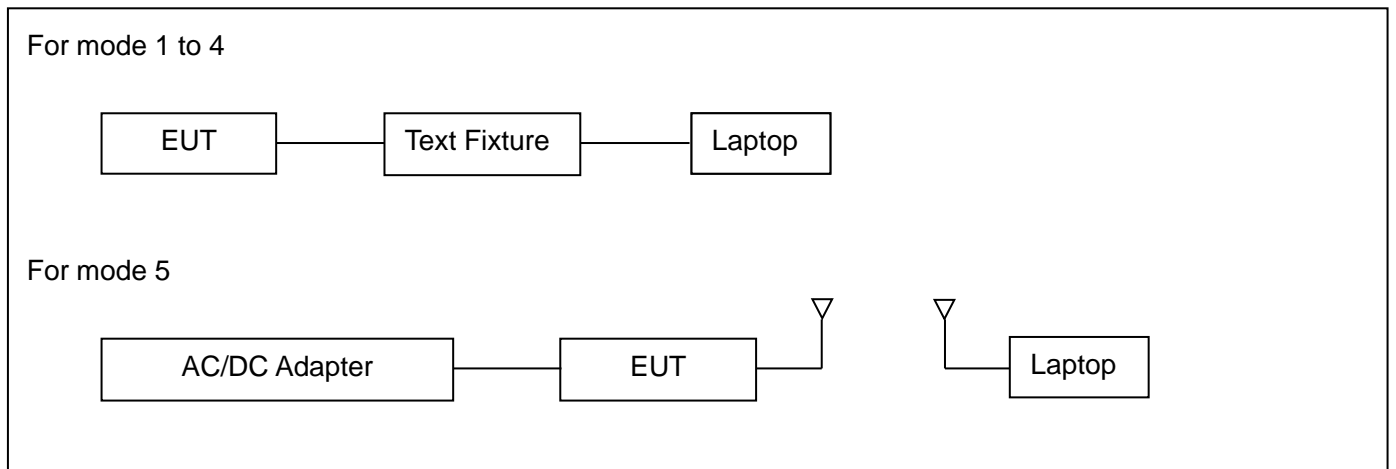 For mode 1 to 4
EUT Text Fixture Laptop
For mode 5
AC/DC Adapter EUT Laptop